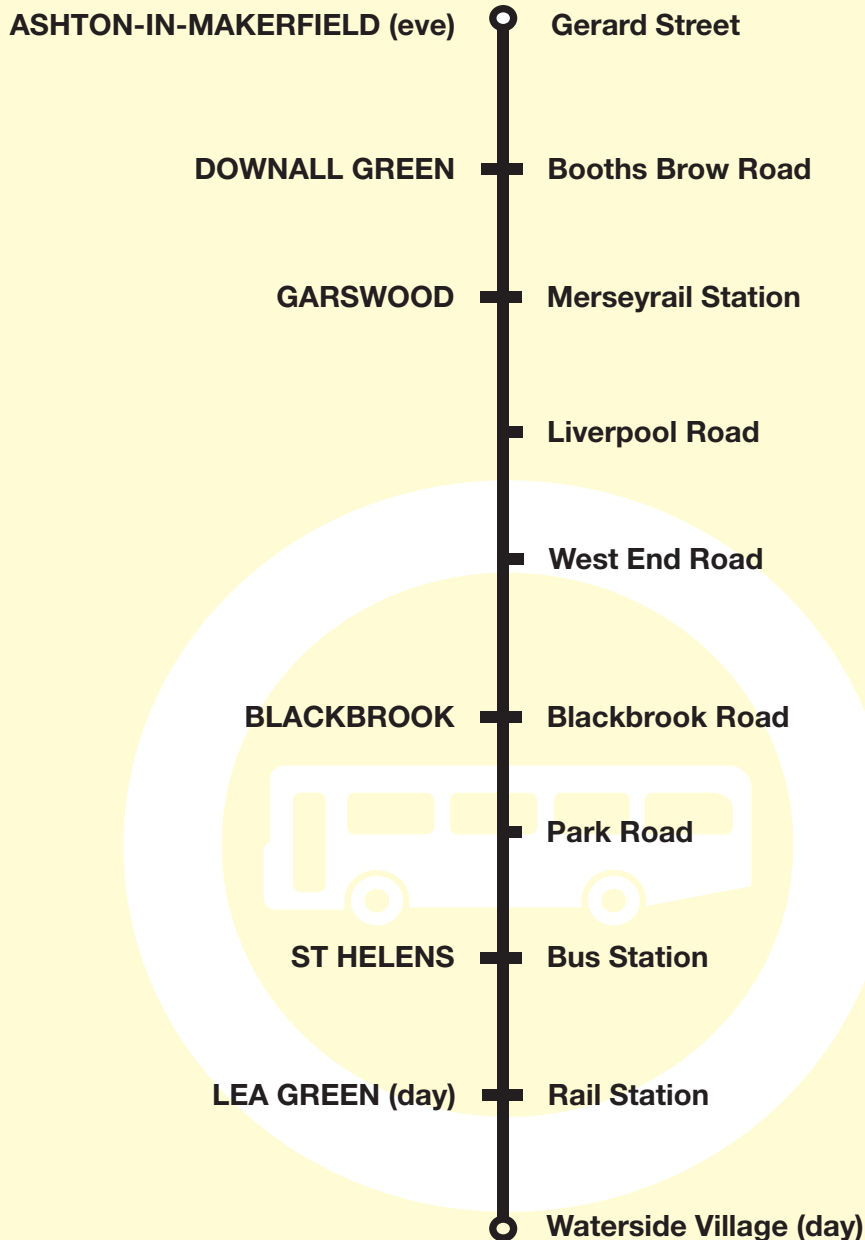 ASHTON-IN-MAKERFIELD (eve) Gerard Street
DOWNALL GREEN Booths Brow Road
GARSWOOD Merseyrail Station
Liverpool Road
West End Road
BLACKBROOK Blackbrook Road
Park Road
ST HELENS Bus Station
LEA GREEN (day) Rail Station
Waterside Village (day)